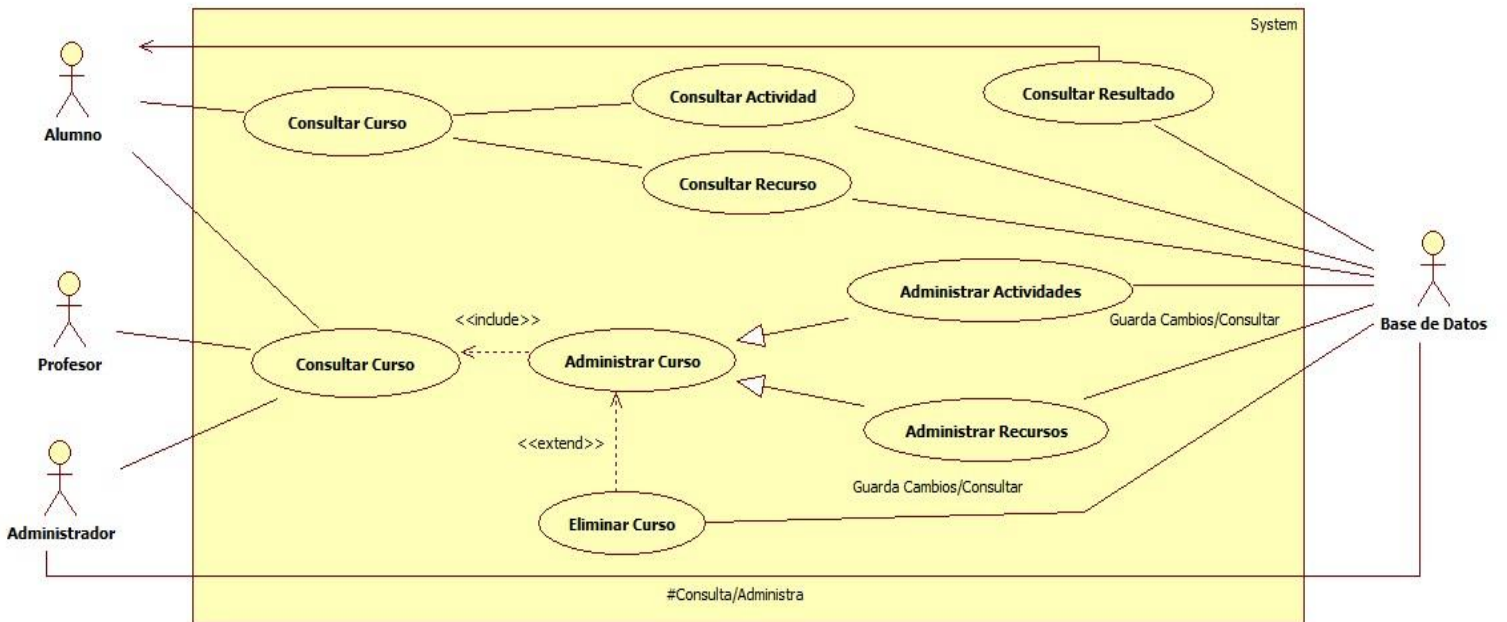 System
Alumno
Consultar Curso
Consultar Actividad
Consultar Resultado
Consultar Recurso
Profesor
Consultar Curso
<<include>>
Administrar Curso
Administrar Actividades
Guarda Cambios/Consultar
Base de Datos
Administrar Recursos
<<extend>>
Guarda Cambios/Consultar
Administrador
Eliminar Curso
#Consulta/Administra